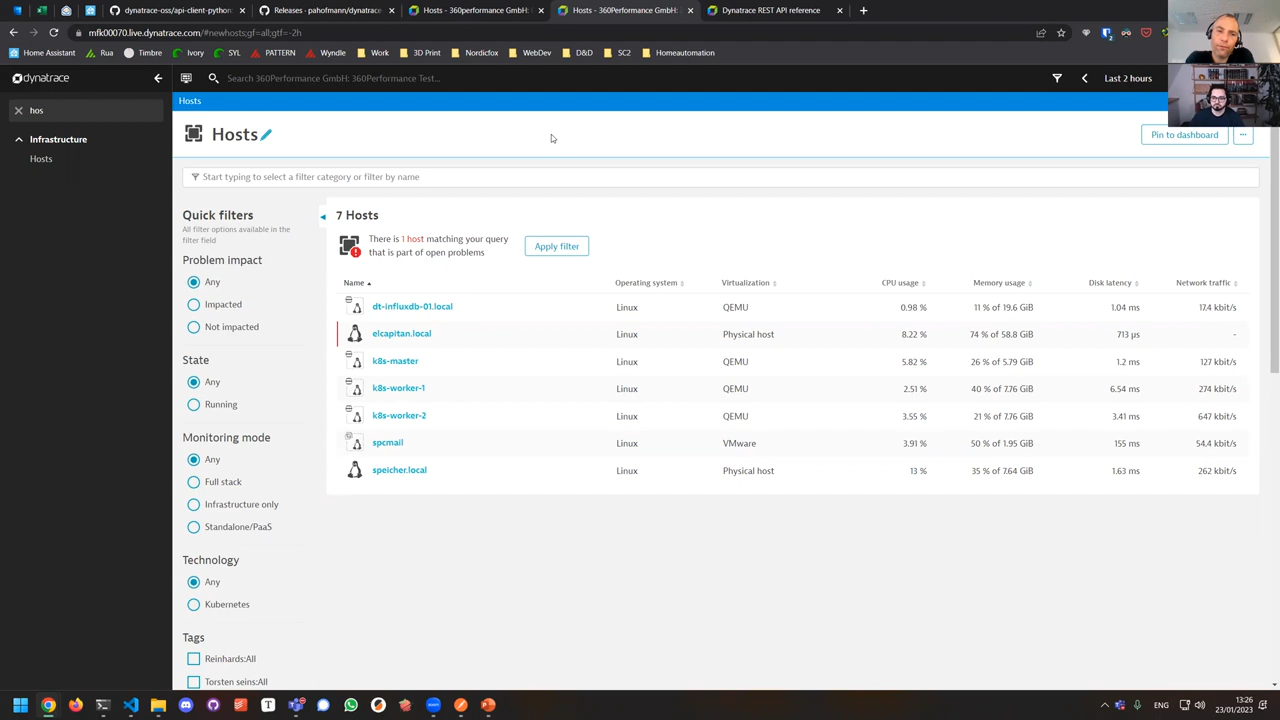 dynatrace-oss/
Releases · pahofmann/dynatrac
Hosts - 360Performance GmbH:
Hosts - 360Performance GmbH:
Dynatrace REST API reference
mfk00070.live.dynatrace.com/#newhosts;gf=all;gtf=-2h
Home Assistant
Rua
Timbre
Ivory
SYL
PATTERN
Wyndle
Work
3D Print
Nordicfox
WebDev
D&D
SC2
Homeautomation
dynatrace
Search 360Performance GmbH: 360Performance Test...
Last 2 hours
hos
Infrastructure
Hosts
Hosts
Hosts
Pin to dashboard
...
Start typing to select a filter category or filter by name
Quick filters
All filter options available in the
filter field
Problem impact
Any
Impacted
Not impacted
State
Any
Running
Monitoring mode
Any
Full stack
Infrastructure only
Standalone/PaaS
Technology
Any
Kubernetes
Tags
Reinhards:All
Torsten seins:All
7 Hosts
There is 1 host matching your query
that is part of open problems
Apply filter
Name Operating system Virtualization CPU usage Memory usage Disk latency Network traffic
dt-influxdb-01.local Linux QEMU 0.98 % 11 % of 19.6 GiB 1.04 ms 17.4 kbit/s
elcapitan.local Linux Physical host 8.22 % 74 % of 58.8 GiB 713 µs -
k8s-master Linux QEMU 5.82 % 26 % of 5.79 GiB 1.2 ms 127 kbit/s
k8s-worker-1 Linux QEMU 2.51 % 40 % of 7.76 GiB 6.54 ms 274 kbit/s
k8s-worker-2 Linux QEMU 3.55 % 21 % of 7.76 GiB 3.41 ms 647 kbit/s
spcmail Linux VMware 3.91 % 50 % of 1.95 GiB 155 ms 54.4 kbit/s
speicher.local Linux Physical host 13 % 35 % of 7.64 GiB 1.63 ms 262 kbit/s
ENG
13:26
23/01/2023